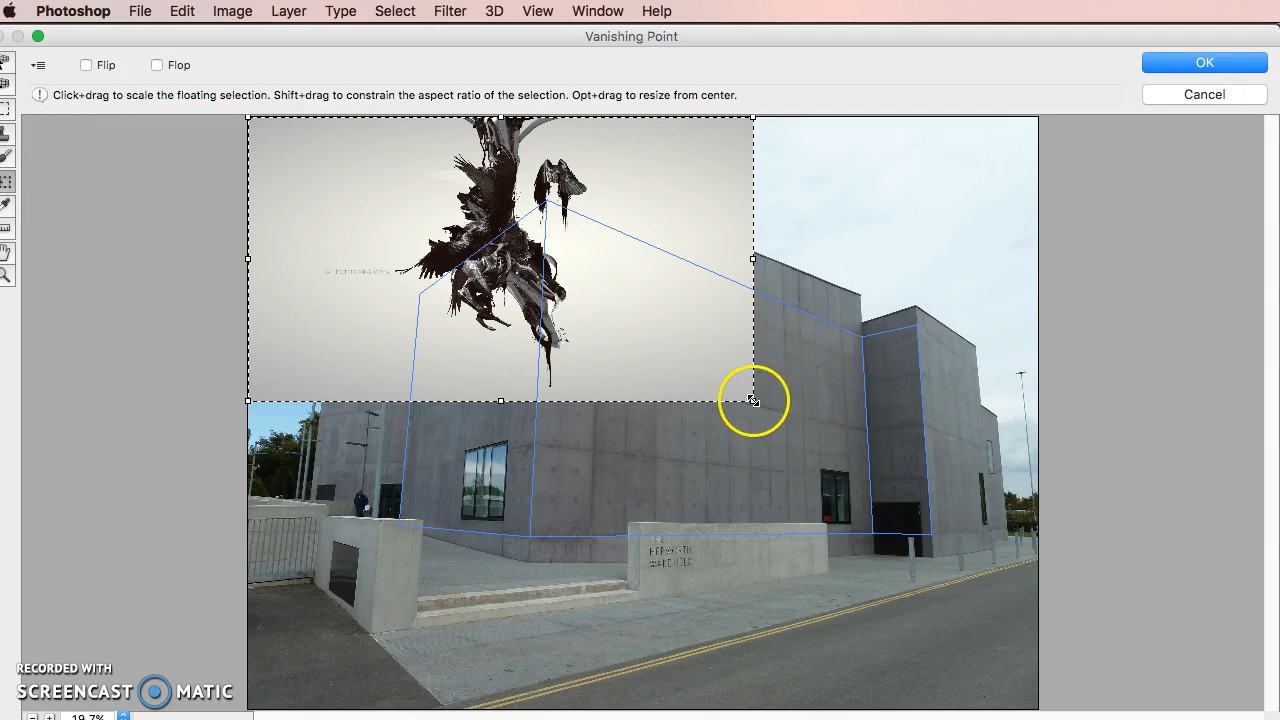 Photoshop File Edit Image Layer Type Select Filter 3D View Window Help
Vanishing Point
Flip Flop OK
Click+drag to scale the floating selection. Shift+drag to constrain the aspect ratio of the selection. Opt+drag to resize from center.
Cancel
HEPWORTH
WAKEFIELD
RECORDED WITH
SCREENCAST MATIC
19.7%